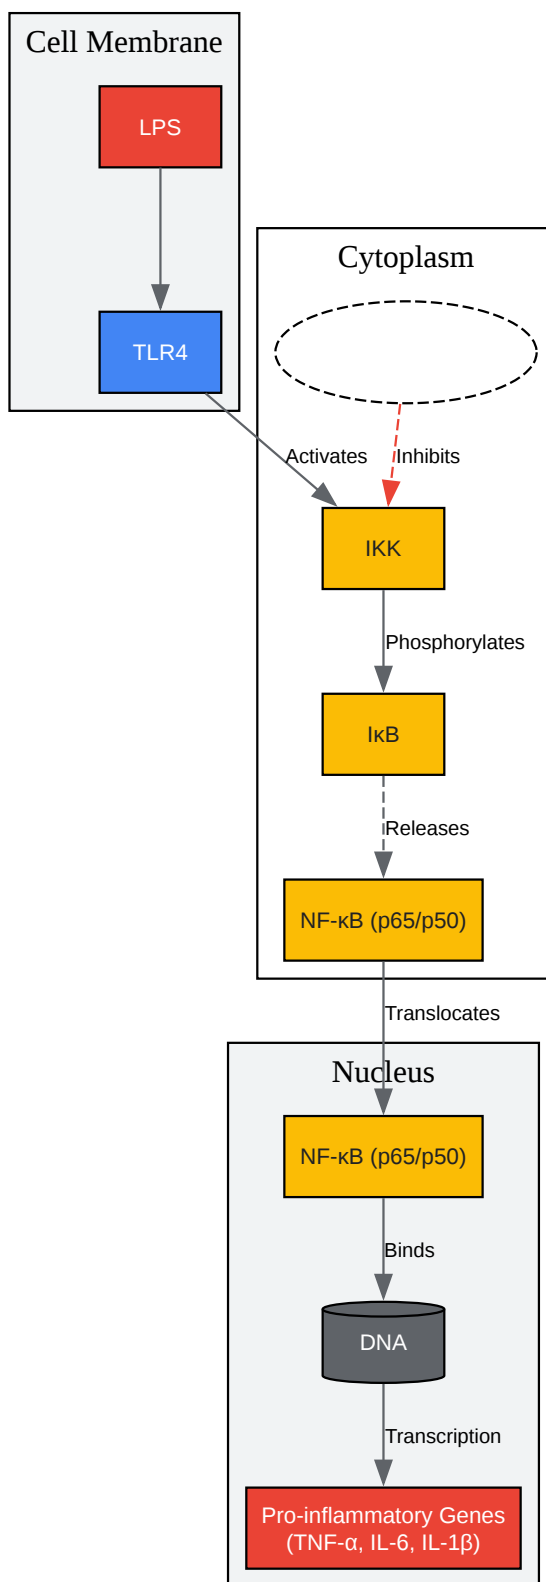 Cell Membrane
LPS
TLR4
Cytoplasm
Activates
Inhibits
IKK
Phosphorylates
IκB
Releases
NF-κB (p65/p50)
Translocates
Nucleus
NF-κB (p65/p50)
Binds
DNA
Transcription
Pro-inflammatory Genes
(TNF-α, IL-6, IL-1β)